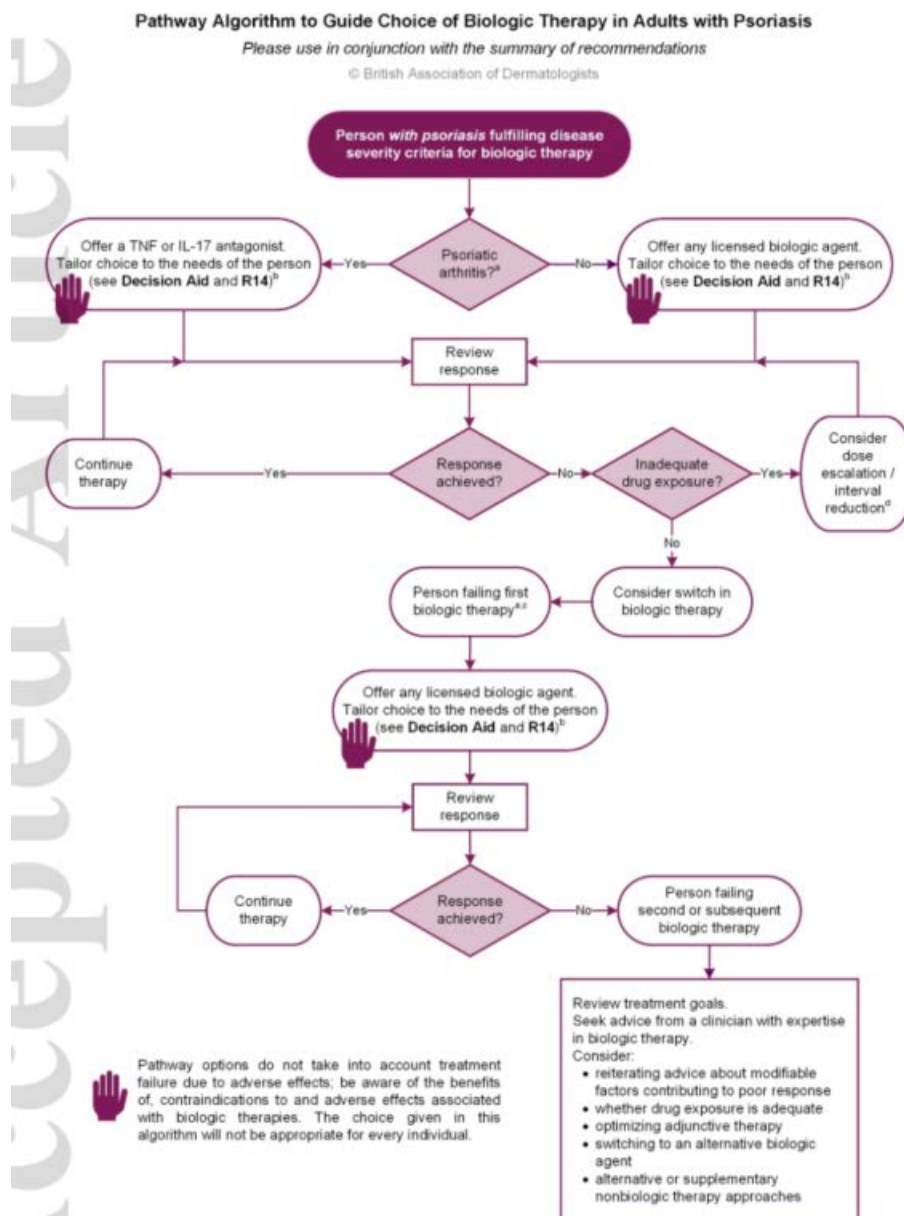 Pathway Algorithm to Guide Choice of Biologic Therapy in Adults with Psoriasis
Please use in conjunction with the summary of recommendations
© British Association of Dermatologists
Person with psoriasis fulfilling disease
severity criteria for biologic therapy
Offer a TNF or IL-17 antagonist.
Tailor choice to the needs of the person
(see Decision Aid and R14)b
Yes
Psoriatic
arthritis?a
No
Offer any licensed biologic agent.
Tailor choice to the needs of the person
(see Decision Aid and R14)b
Review
response
Continue
therapy
Yes
Response
achieved?
No
Inadequate
drug exposure?
Yes
Consider
dose
escalation /
interval
reductiond
No
Person failing first
biologic therapya,c
Consider switch in
biologic therapy
Offer any licensed biologic agent.
Tailor choice to the needs of the person
(see Decision Aid and R14)b
Review
response
Continue
therapy
Yes
Response
achieved?
No
Person failing
second or subsequent
biologic therapy
Review treatment goals.
Seek advice from a clinician with expertise
in biologic therapy.
Consider:
• reiterating advice about modifiable
factors contributing to poor response
• whether drug exposure is adequate
• optimizing adjunctive therapy
• switching to an alternative biologic
agent
• alternative or supplementary
nonbiologic therapy approaches
Pathway options do not take into account treatment
failure due to adverse effects; be aware of the benefits
of, contraindications to and adverse effects associated
with biologic therapies. The choice given in this
algorithm will not be appropriate for every individual.